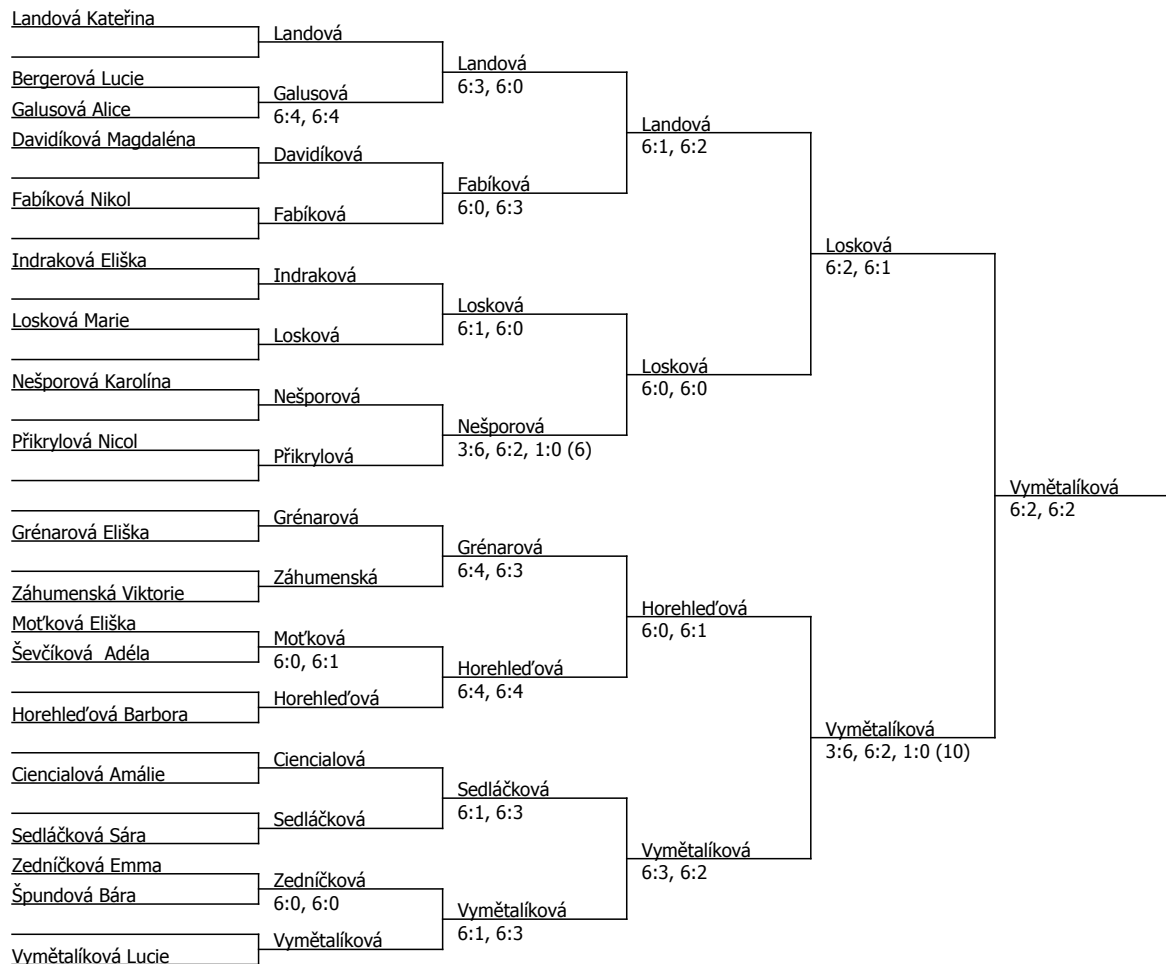 Landová Kateřina
Bergerová Lucie
Galusová Alice
Davidíková Magdaléna
Fabíková Nikol
Indraková Eliška
Losková Marie
Nešporová Karolína
Přikrylová Nicol
Grénarová Eliška
Záhumenská Viktorie
Moťková Eliška
Ševčíková  Adéla
Horehleďová Barbora
Ciencialová Amálie
Sedláčková Sára
Zedníčková Emma
Špundová Bára
Vymětalíková Lucie
Landová
Galusová
6:4, 6:4
Davidíková
Fabíková
Indraková
Losková
Nešporová
Přikrylová
Grénarová
Záhumenská
Moťková
6:0, 6:1
Horehleďová
Ciencialová
Sedláčková
Zedníčková
6:0, 6:0
Vymětalíková
Landová
6:3, 6:0
Fabíková
6:0, 6:3
Losková
6:1, 6:0
Nešporová
3:6, 6:2, 1:0 (6)
Grénarová
6:4, 6:3
Horehleďová
6:4, 6:4
Sedláčková
6:1, 6:3
Vymětalíková
6:1, 6:3
Landová
6:1, 6:2
Losková
6:0, 6:0
Horehleďová
6:0, 6:1
Vymětalíková
6:3, 6:2
Losková
6:2, 6:1
Vymětalíková
3:6, 6:2, 1:0 (10)
Vymětalíková
6:2, 6:2